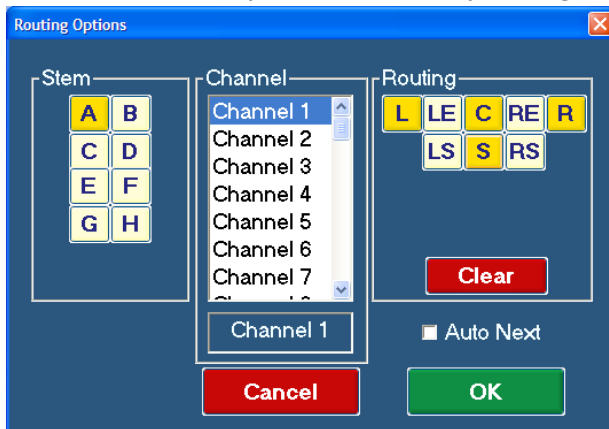 Routing Options
Stem
A B
C D
E F
G H
Channel
Channel 1
Channel 2
Channel 3
Channel 4
Channel 5
Channel 6
Channel 7
Channel 1
Routing
L LE C RE R
LS S RS
Clear
Auto Next
Cancel
OK